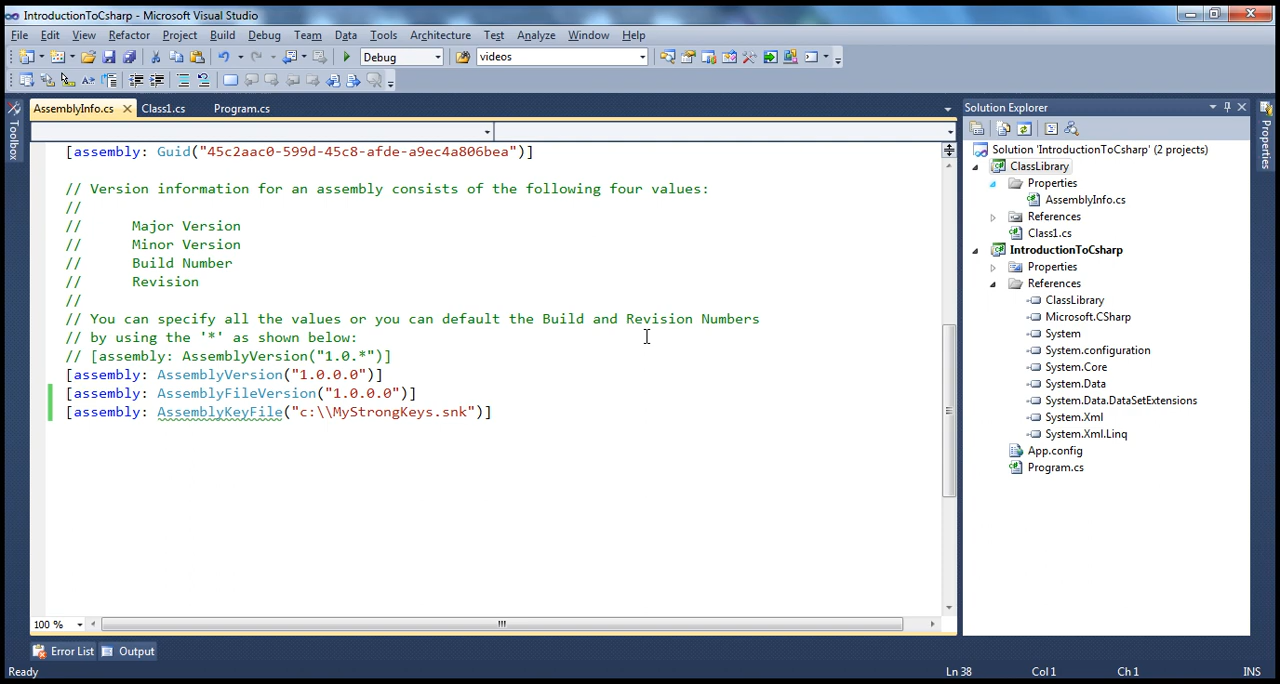 IntroductionToCsharp - Microsoft Visual Studio
File Edit View Refactor Project Build Debug Team Data Tools Architecture Test Analyze Window Help
Debug videos
AssemblyInfo.cs Class1.cs Program.cs
Toolbox
[assembly: Guid("45c2aac0-599d-45c8-afde-a9ec4a806bea")]
// Version information for an assembly consists of the following four values:
//
// Major Version
// Minor Version
// Build Number
// Revision
//
// You can specify all the values or you can default the Build and Revision Numbers
// by using the '*' as shown below:
// [assembly: AssemblyVersion("1.0.*")]
[assembly: AssemblyVersion("1.0.0.0")]
[assembly: AssemblyFileVersion("1.0.0.0")]
[assembly: AssemblyKeyFile("c:\\MyStrongKeys.snk")]
100 %
Solution Explorer
Solution 'IntroductionToCsharp' (2 projects)
ClassLibrary
Properties
AssemblyInfo.cs
References
Class1.cs
IntroductionToCsharp
Properties
References
ClassLibrary
Microsoft.CSharp
System
System.configuration
System.Core
System.Data
System.Data.DataSetExtensions
System.Xml
System.Xml.Linq
App.config
Program.cs
Properties
Error List Output
Ready Ln 38 Col 1 Ch 1 INS